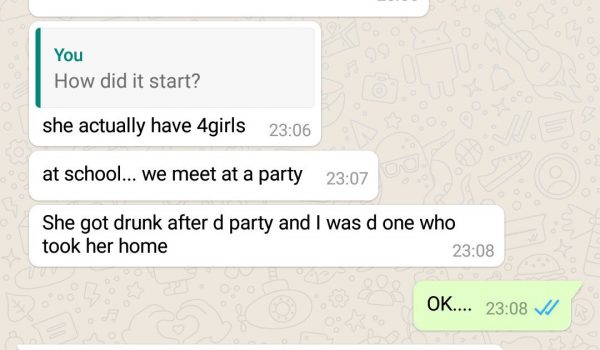 You
How did it start?
she actually have 4girls 23:06
at school... we meet at a party 23:07
She got drunk after d party and I was d one who
took her home
23:08
OK.... 23:08